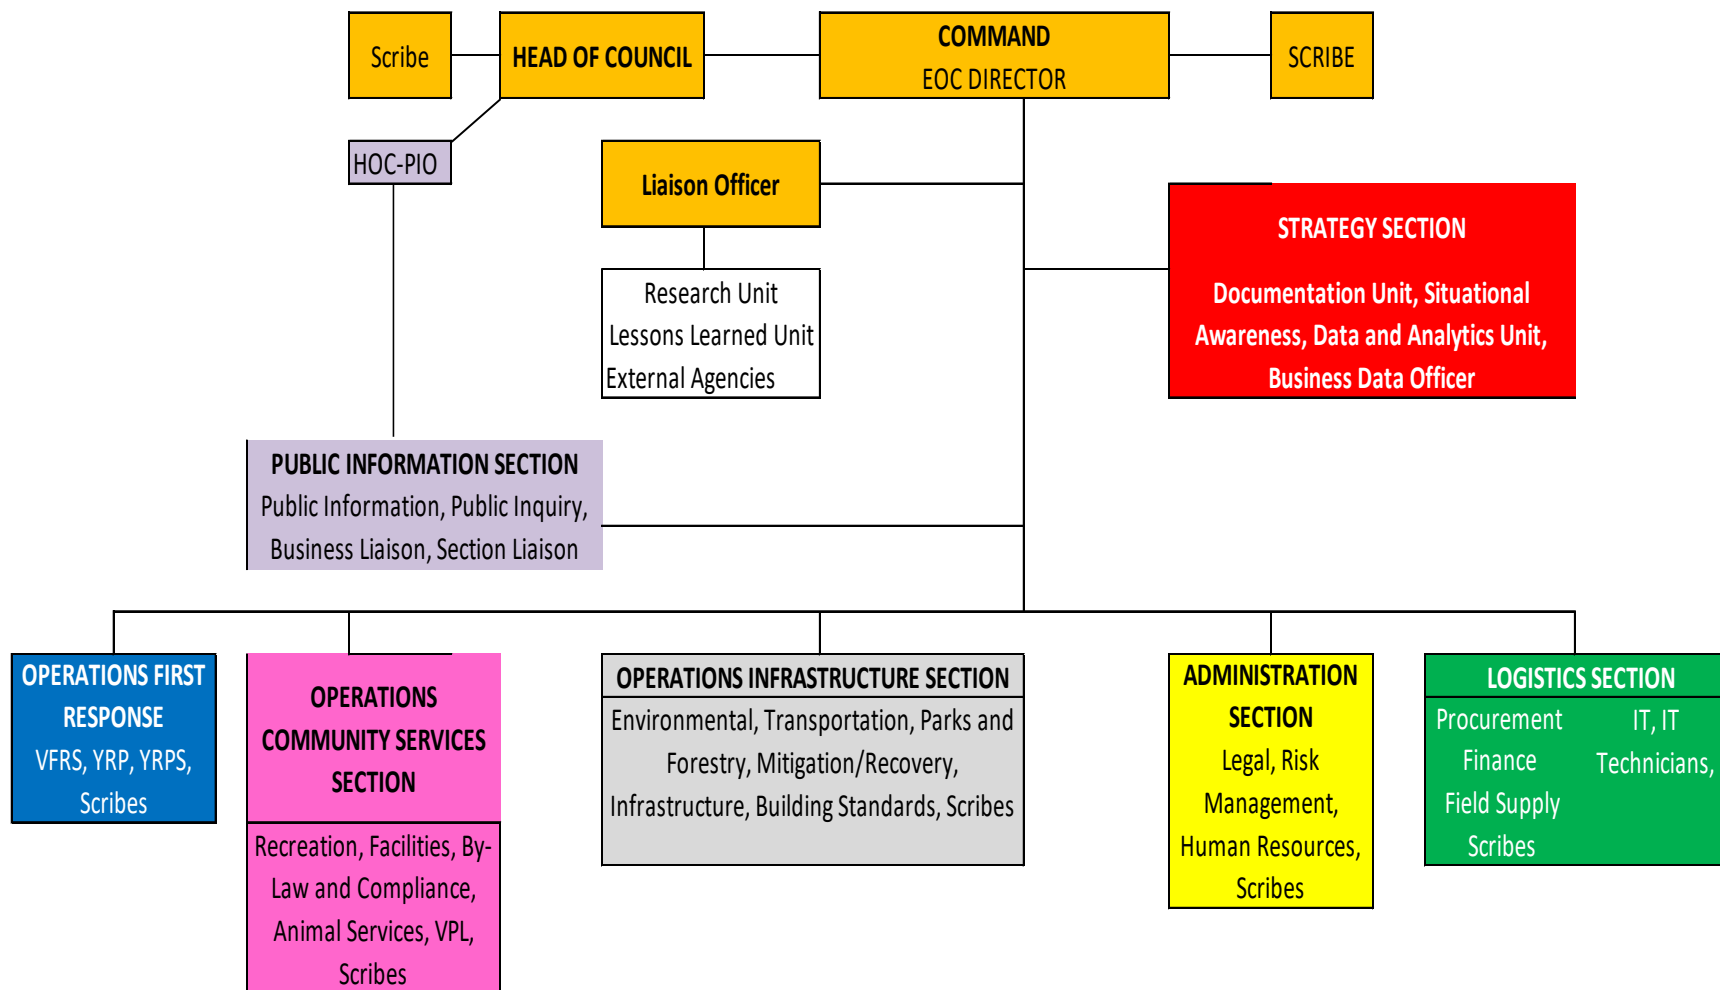 Scribe
HEAD OF COUNCIL
COMMAND
EOC DIRECTOR
SCRIBE
HOC-PIO
Liaison Officer
Research Unit
Lessons Learned Unit
External Agencies
STRATEGY SECTION
Documentation Unit, Situational
Awareness, Data and Analytics Unit,
Business Data Officer
PUBLIC INFORMATION SECTION
Public Information, Public Inquiry,
Business Liaison, Section Liaison
OPERATIONS FIRST
RESPONSE
VFRS, YRP, YRPS,
Scribes
OPERATIONS
COMMUNITY SERVICES
SECTION
Recreation, Facilities, By-
Law and Compliance,
Animal Services, VPL,
Scribes
OPERATIONS INFRASTRUCTURE SECTION
Environmental, Transportation, Parks and
Forestry, Mitigation/Recovery,
Infrastructure, Building Standards, Scribes
ADMINISTRATION
SECTION
Legal, Risk
Management,
Human Resources,
Scribes
LOGISTICS SECTION
Procurement
Finance
Field Supply
Scribes
IT, IT
Technicians,